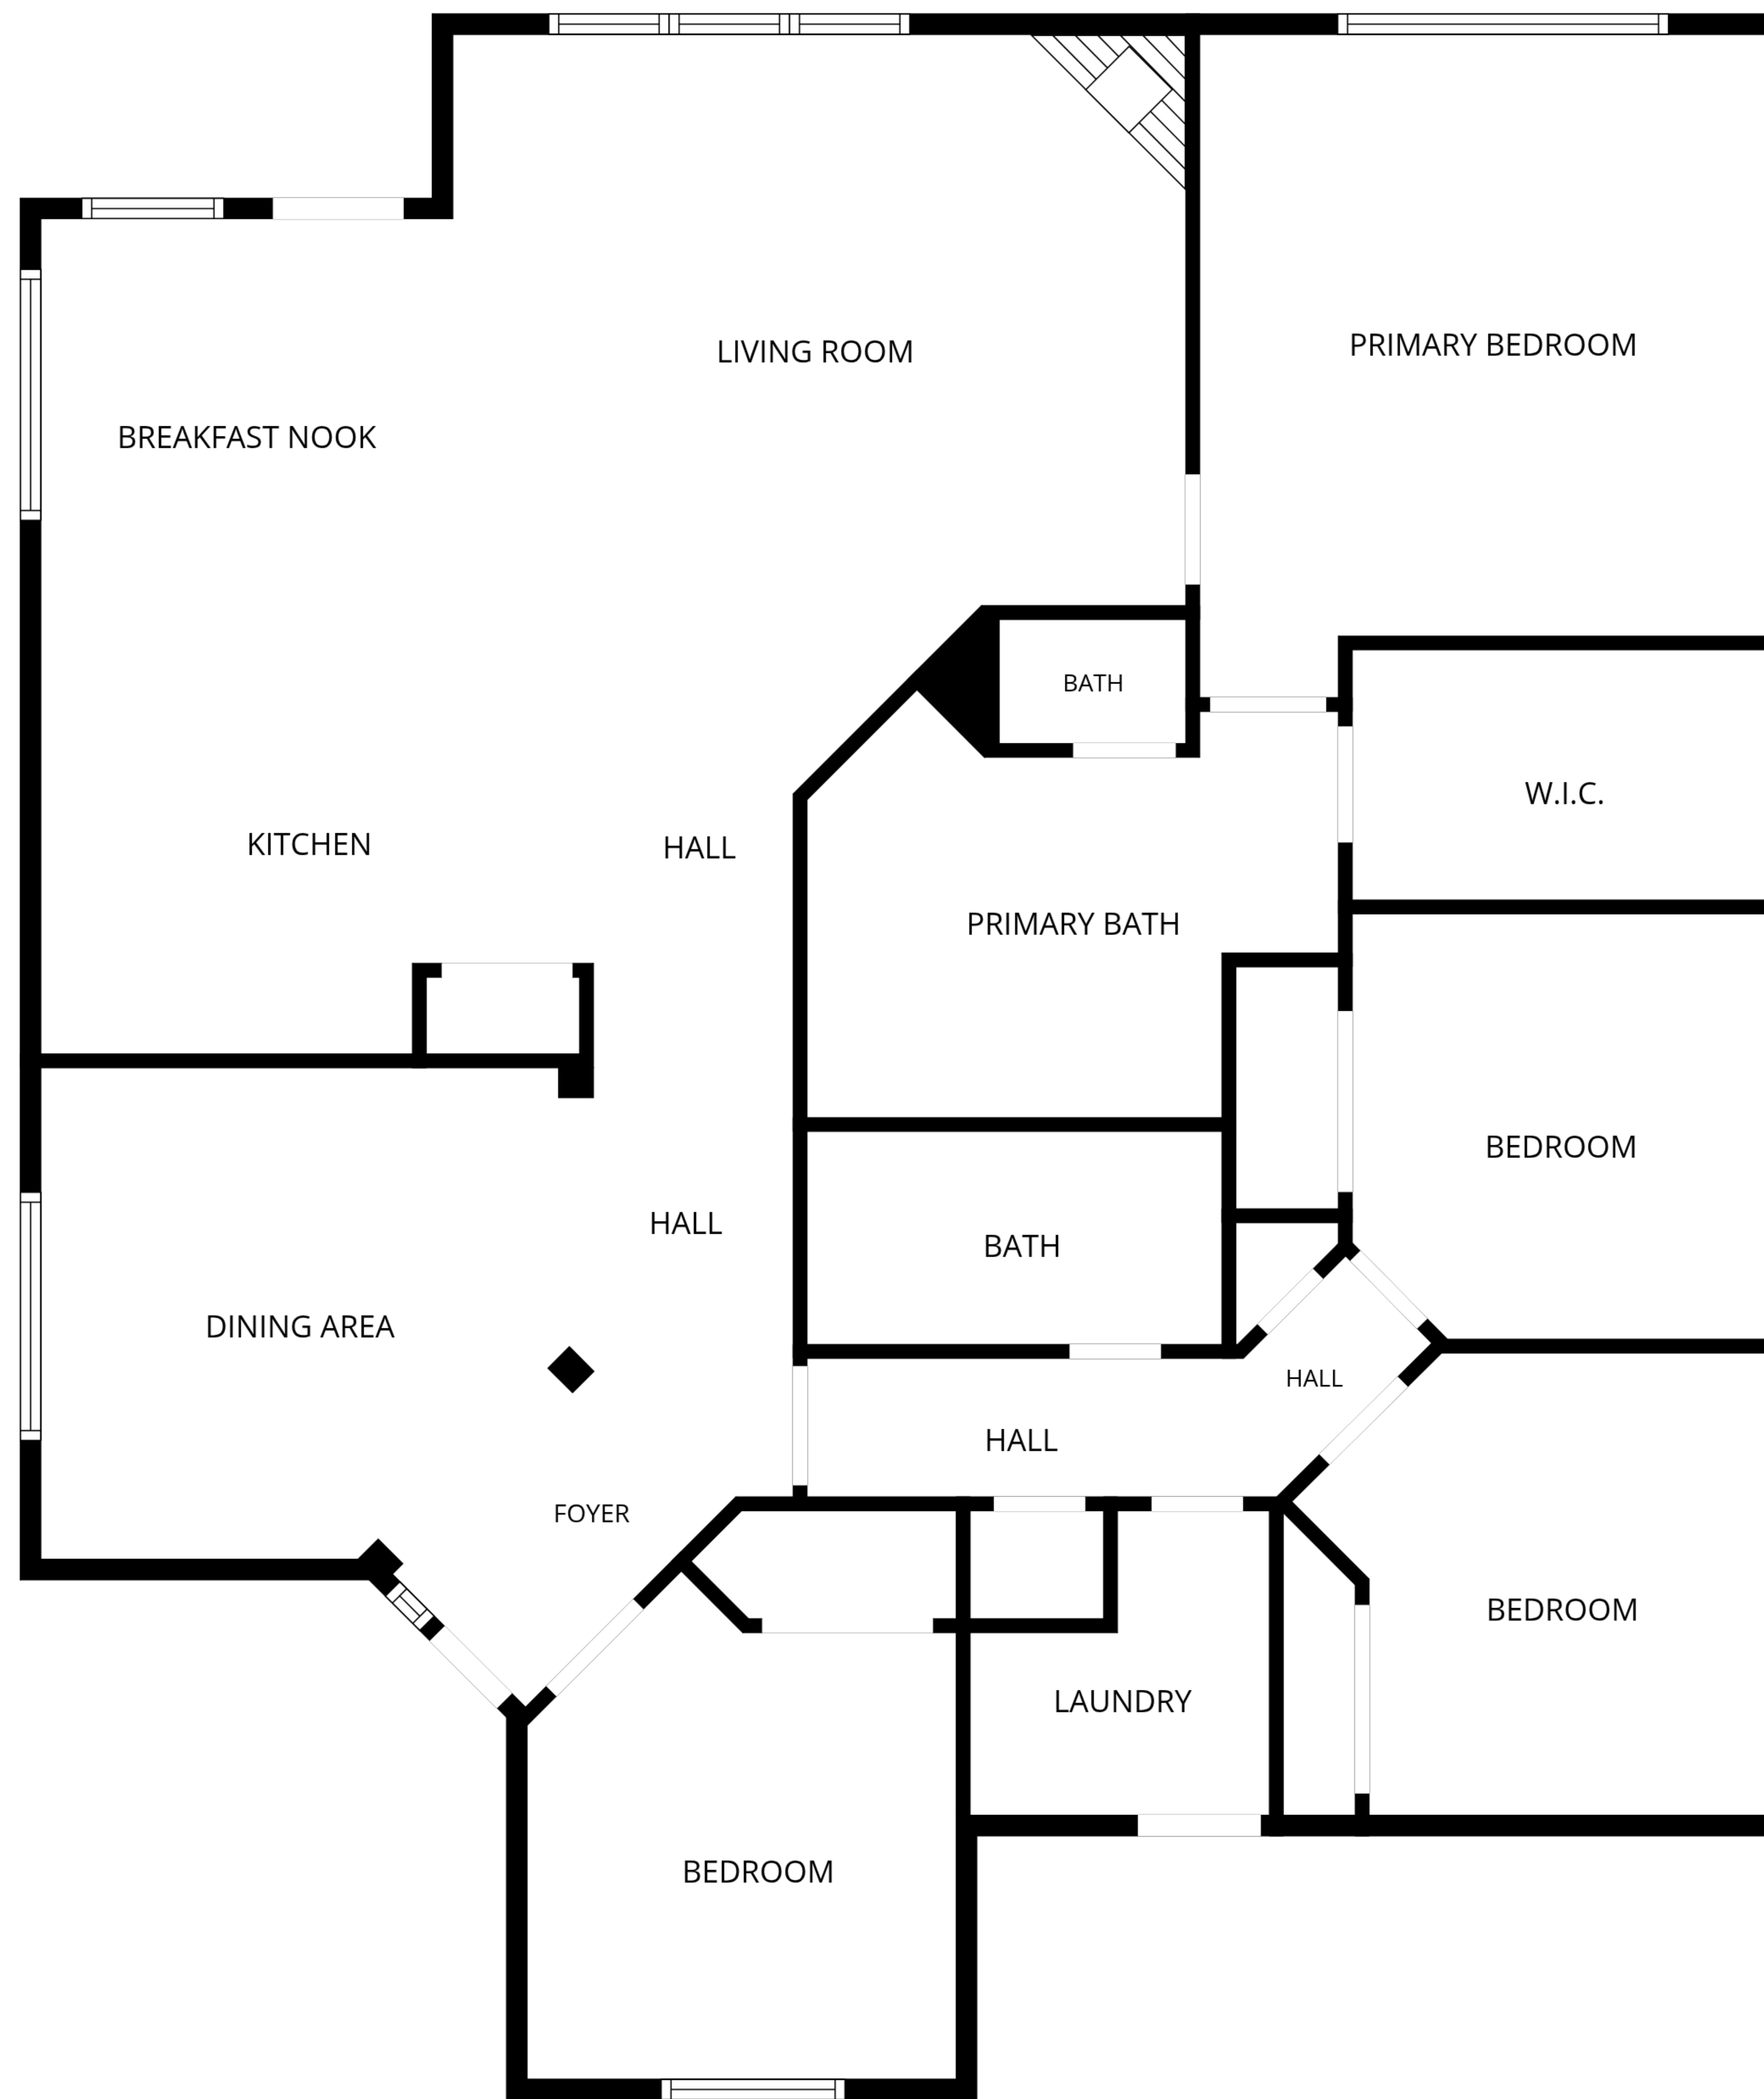 PRIMARY BEDROOM
LIVING ROOM
BREAKFAST NOOK
BATH
W.I.C.
KITCHEN
HALL
PRIMARY BATH
BEDROOM
HALL
BATH
DINING AREA
HALL
HALL
FOYER
BEDROOM
LAUNDRY
BEDROOM